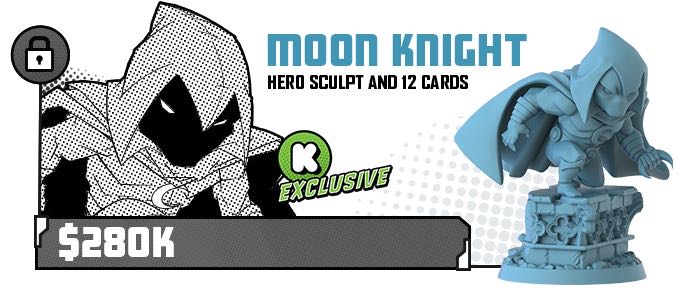 MOON KNIGHT
HERO SCULPT AND 12 CARDS
K
EXCLUSIVE
$280K